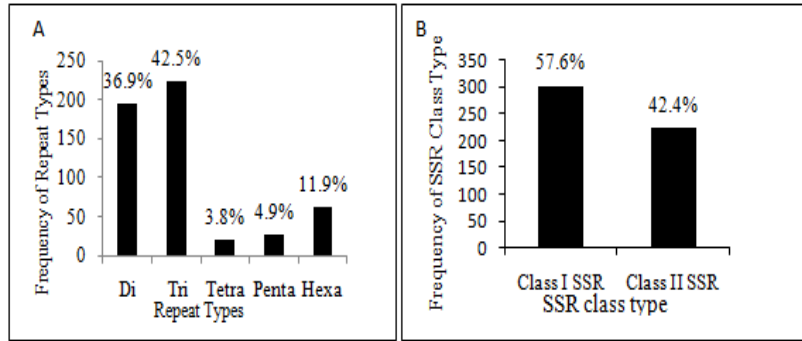 A
Frequency of Repeat Types
250
200
150
100
50
0
36.9%
42.5%
3.8%
4.9%
11.9%
Di Tri Tetra Penta Hexa
Repeat Types
B
Frequency of SSR Class Type
350
300
250
200
150
100
50
0
57.6%
42.4%
Class I SSR Class II SSR
SSR class type